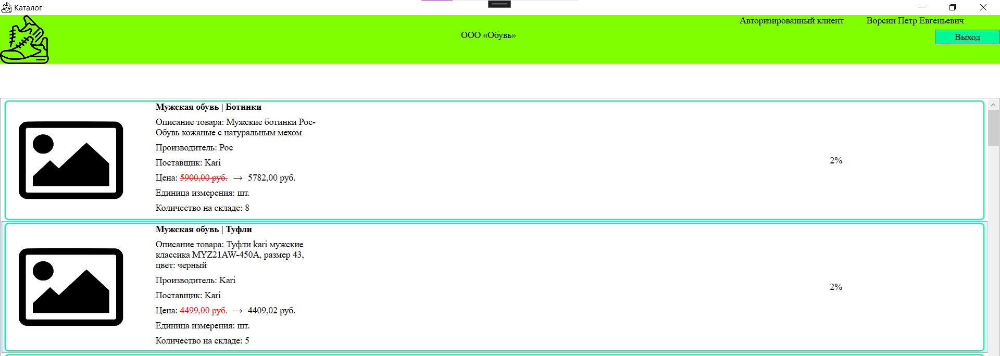 Каталог
Авторизированный клиент Ворсин Петр Евгеньевич
ООО «Обувь»
Выход
Мужская обувь | Ботинки
Описание товара: Мужские ботинки Рос-
Обувь кожаные с натуральным мехом
Производитель: Рос
Поставщик: Kari
Цена: 5900,00 руб. → 5782,00 руб.
Единица измерения: шт.
Количество на складе: 8
2%
Мужская обувь | Туфли
Описание товара: Туфли kari мужские
классика MYZ21AW-450A, размер 43,
цвет: черный
Производитель: Kari
Поставщик: Kari
Цена: 4499,00 руб. → 4409,02 руб.
Единица измерения: шт.
Количество на складе: 5
2%